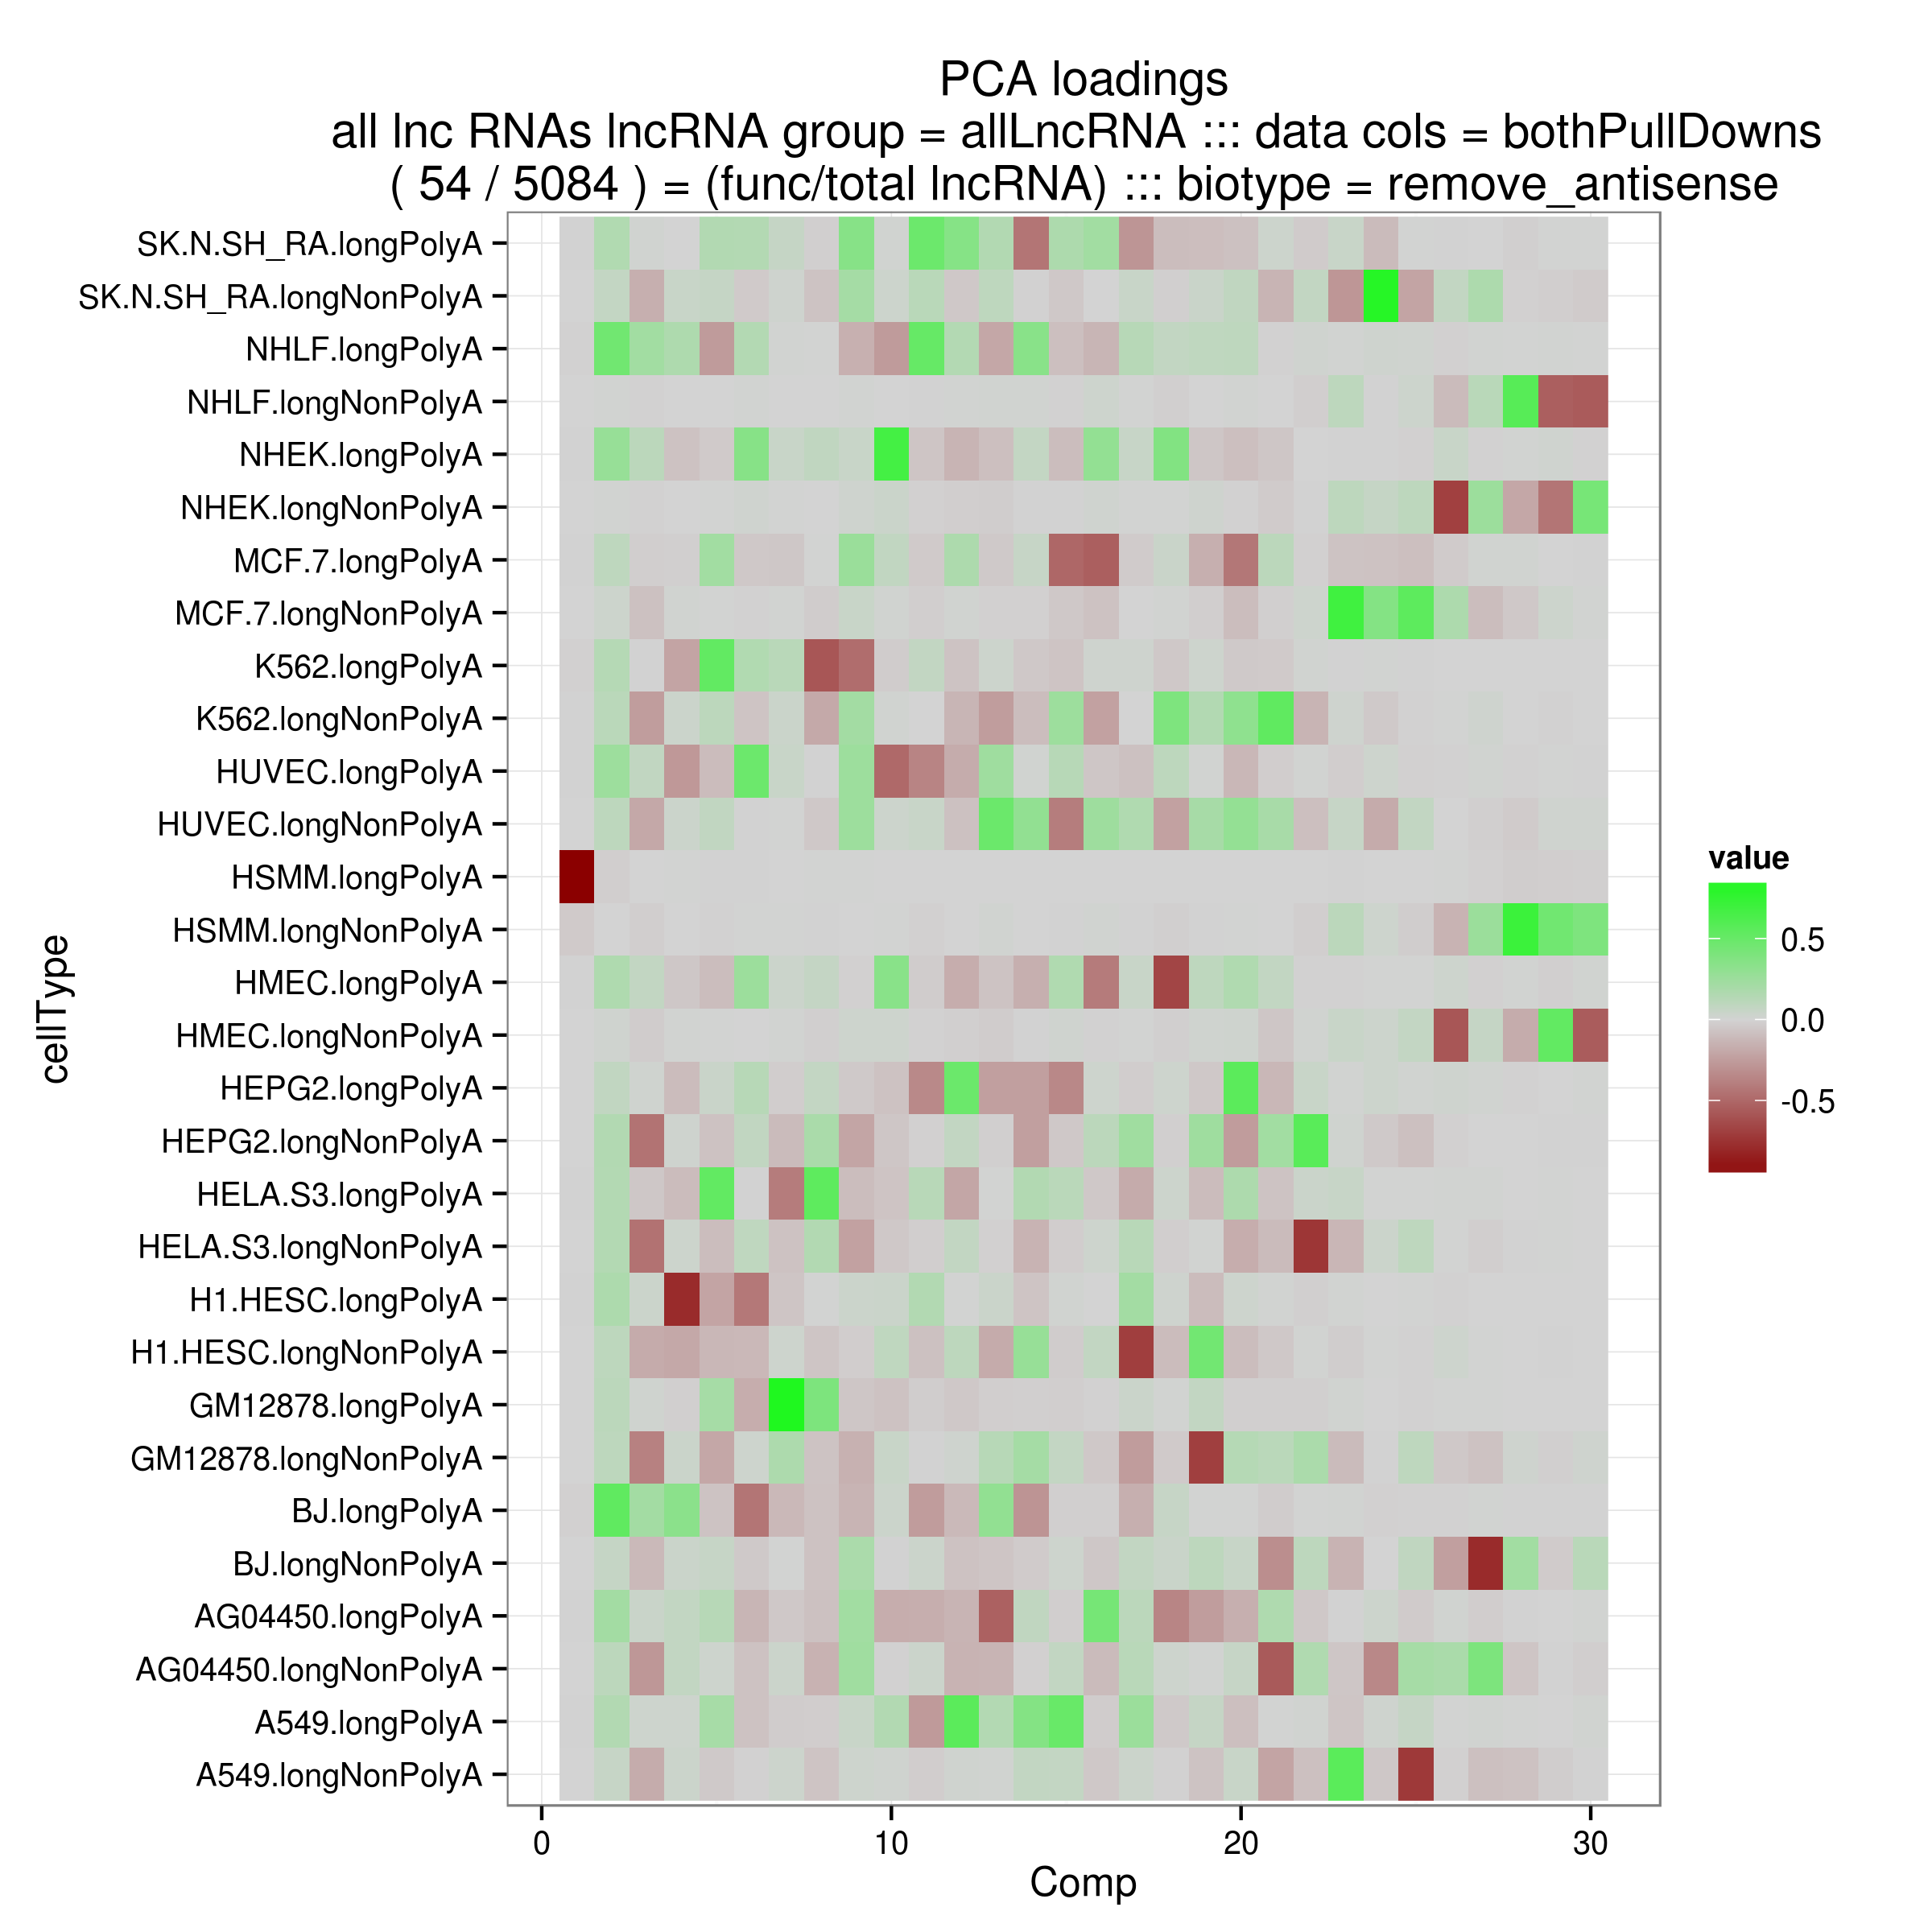 PCA loadings
all lnc RNAs lncRNA group = allLncRNA ::: data cols = bothPullDowns
( 54 / 5084 ) = (func/total lncRNA) ::: biotype = remove_antisense
SK.N.SH_RA.longPolyA
SK.N.SH_RA.longNonPolyA
NHLF.longPolyA
NHLF.longNonPolyA
NHEK.longPolyA
NHEK.longNonPolyA
MCF.7.longPolyA
MCF.7.longNonPolyA
K562.longPolyA
K562.longNonPolyA
HUVEC.longPolyA
HUVEC.longNonPolyA
HSMM.longPolyA
HSMM.longNonPolyA
HMEC.longPolyA
HMEC.longNonPolyA
HEPG2.longPolyA
HEPG2.longNonPolyA
HELA.S3.longPolyA
HELA.S3.longNonPolyA
H1.HESC.longPolyA
H1.HESC.longNonPolyA
GM12878.longPolyA
GM12878.longNonPolyA
BJ.longPolyA
BJ.longNonPolyA
AG04450.longPolyA
AG04450.longNonPolyA
A549.longPolyA
A549.longNonPolyA
cellType
0 10 20 30
Comp
value
0.5
0.0
-0.5